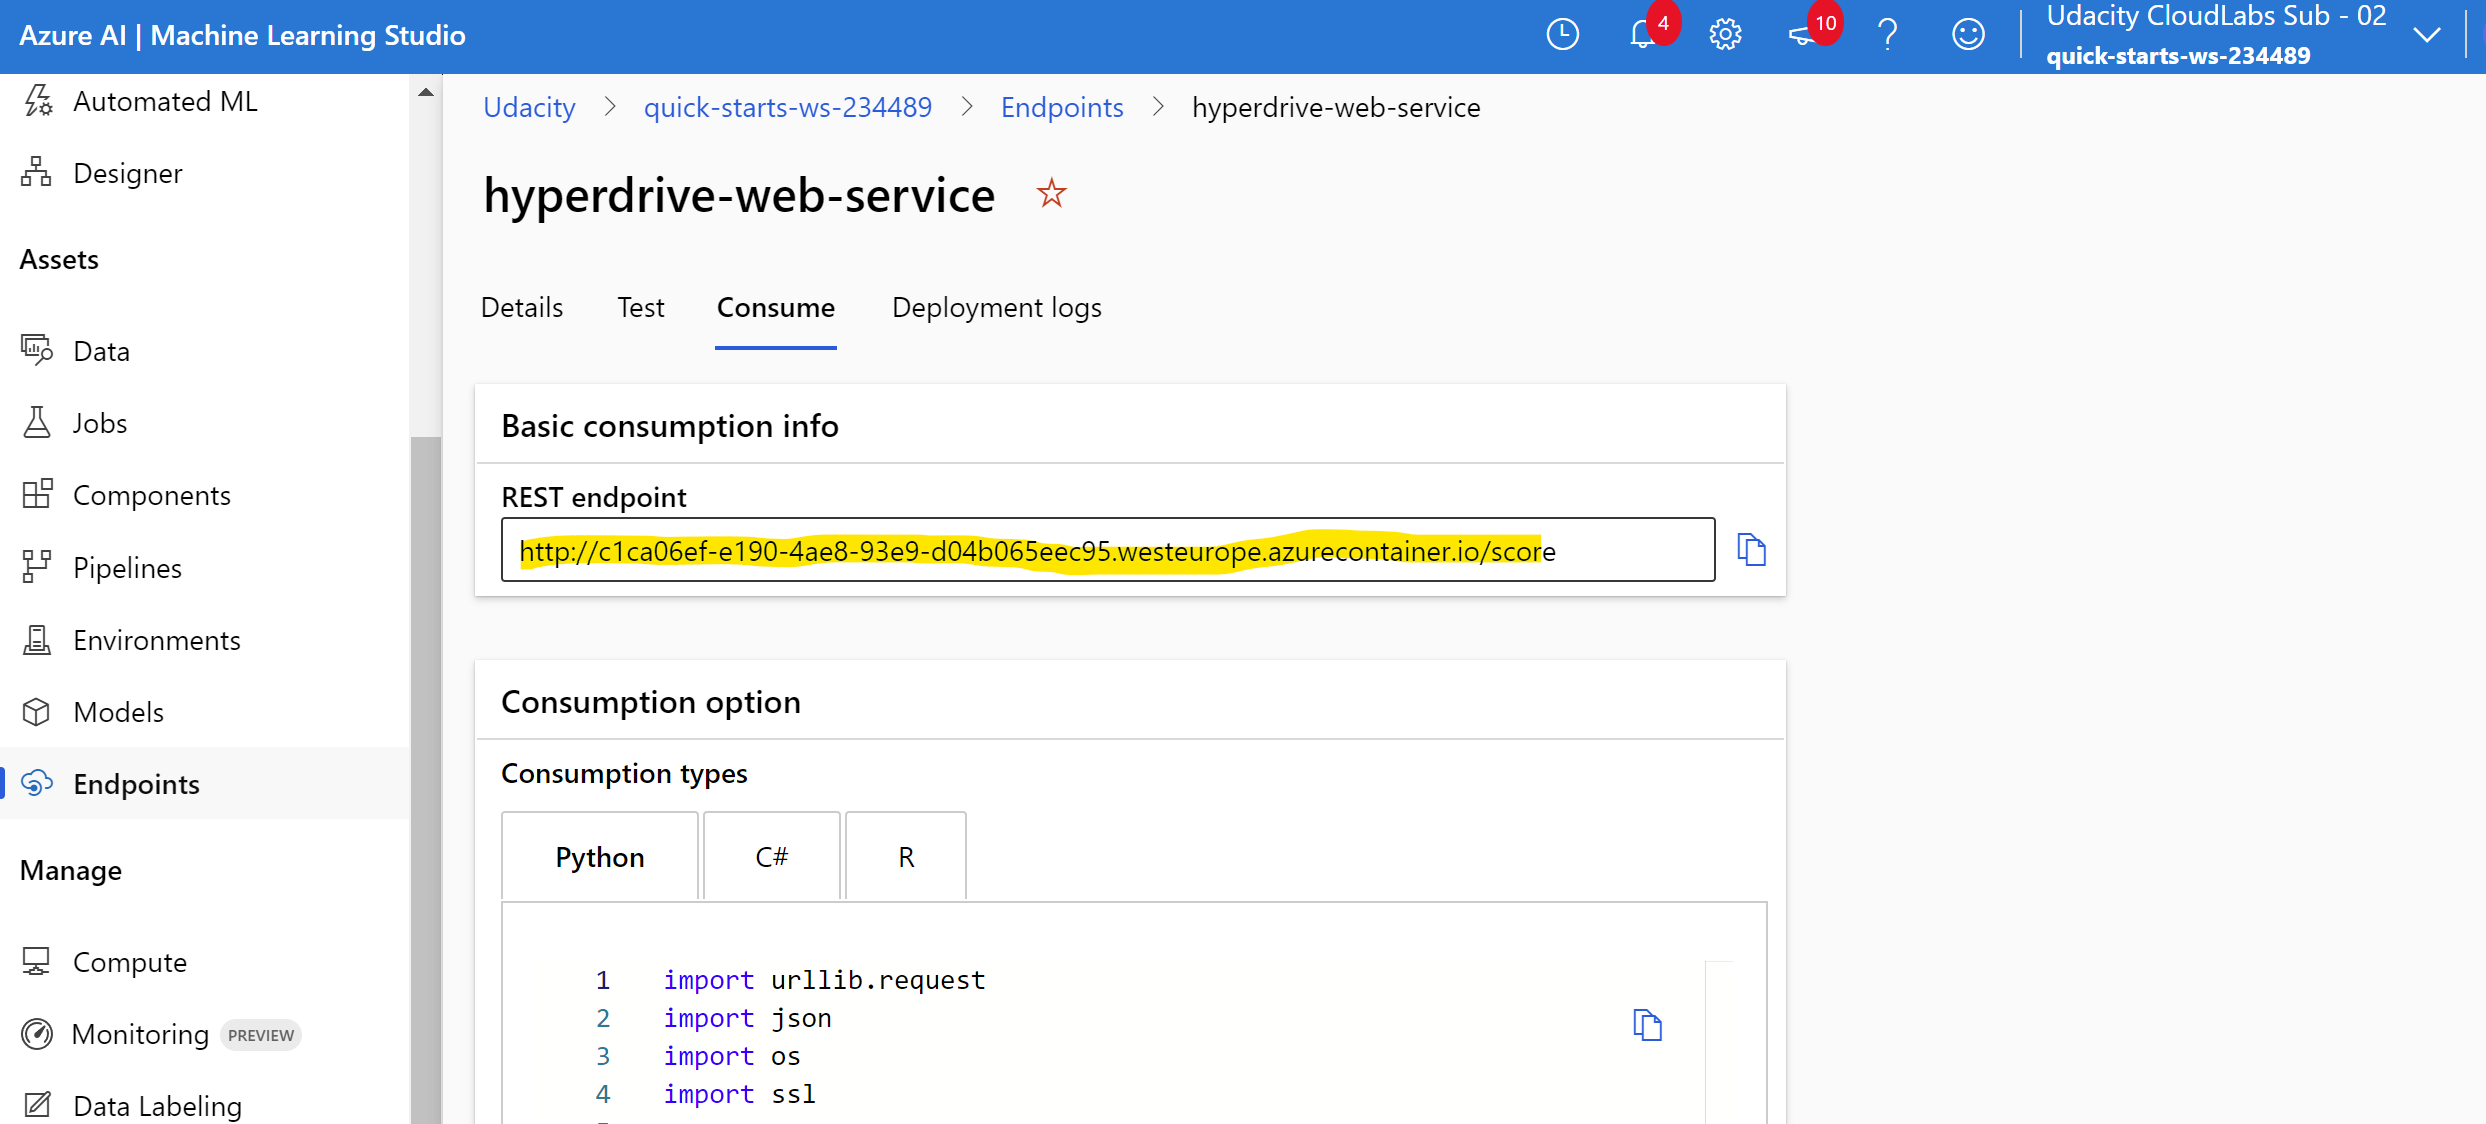 Azure AI | Machine Learning Studio
4
10
Udacity CloudLabs Sub - 02
quick-starts-ws-234489
Automated ML
Designer
Assets
Data
Jobs
Components
Pipelines
Environments
Models
Endpoints
Manage
Compute
Monitoring PREVIEW
Data Labeling
Udacity > quick-starts-ws-234489 > Endpoints > hyperdrive-web-service
hyperdrive-web-service
Details Test Consume Deployment logs
Basic consumption info
REST endpoint
http://c1ca06ef-e190-4ae8-93e9-d04b065eec95.westeurope.azurecontainer.io/score
Consumption option
Consumption types
Python C# R
1 import urllib.request
2 import json
3 import os
4 import ssl